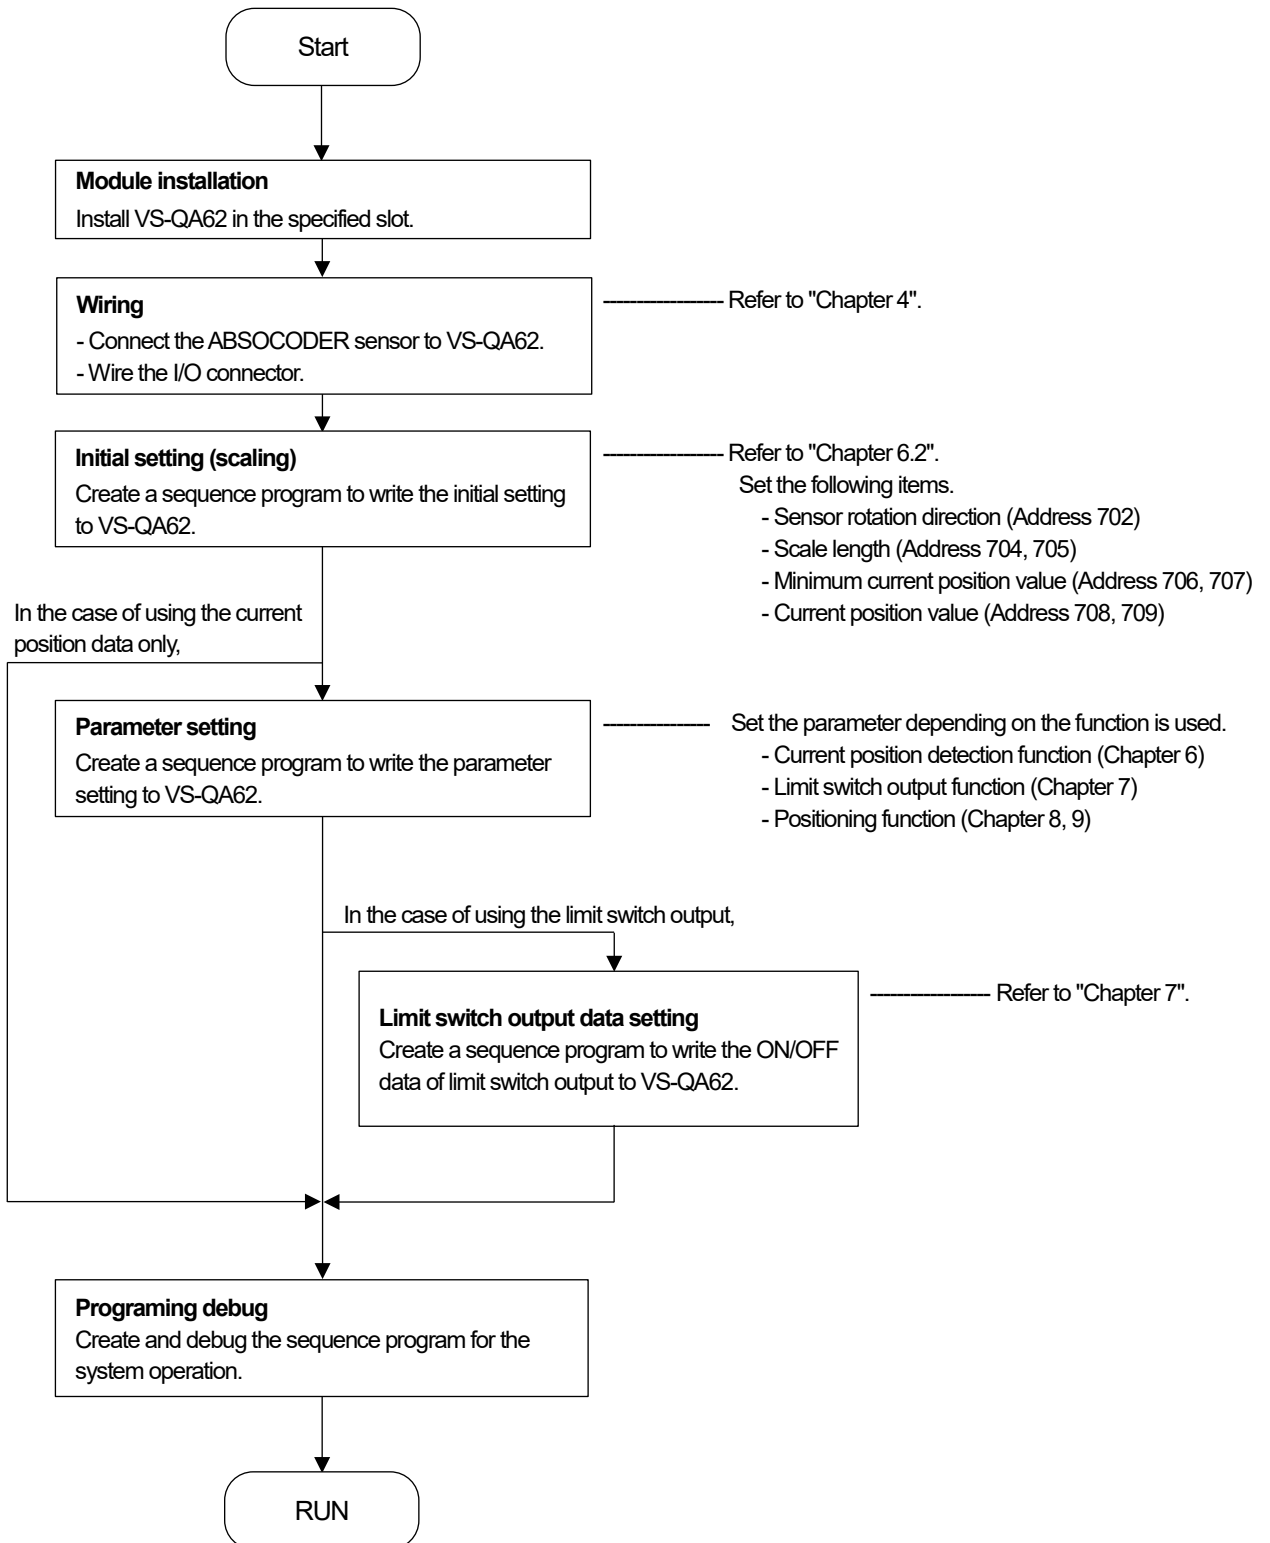 Start
Module installation
Install VS-QA62 in the specified slot.
Wiring
- Connect the ABSOCODER sensor to VS-QA62.
- Wire the I/O connector.
Refer to "Chapter 4".
Initial setting (scaling)
Create a sequence program to write the initial setting
to VS-QA62.
Refer to "Chapter 6.2".
Set the following items.
- Sensor rotation direction (Address 702)
- Scale length (Address 704, 705)
- Minimum current position value (Address 706, 707)
- Current position value (Address 708, 709)
In the case of using the current
position data only,
Parameter setting
Create a sequence program to write the parameter
setting to VS-QA62.
Set the parameter depending on the function is used.
- Current position detection function (Chapter 6)
- Limit switch output function (Chapter 7)
- Positioning function (Chapter 8, 9)
In the case of using the limit switch output,
Limit switch output data setting
Create a sequence program to write the ON/OFF
data of limit switch output to VS-QA62.
Refer to "Chapter 7".
Programing debug
Create and debug the sequence program for the
system operation.
RUN